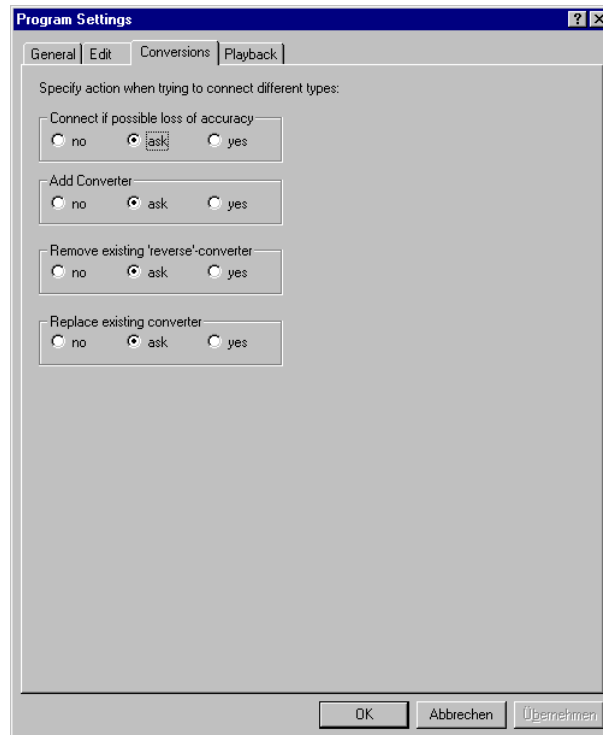 Program Settings
General Edit Conversions Playback
Specify action when trying to connect different types:
Connect if possible loss of accuracy
no ask yes
Add Converter
no ask yes
Remove existing 'reverse'-converter
no ask yes
Replace existing converter
no ask yes
OK Abbrechen Übernehmen